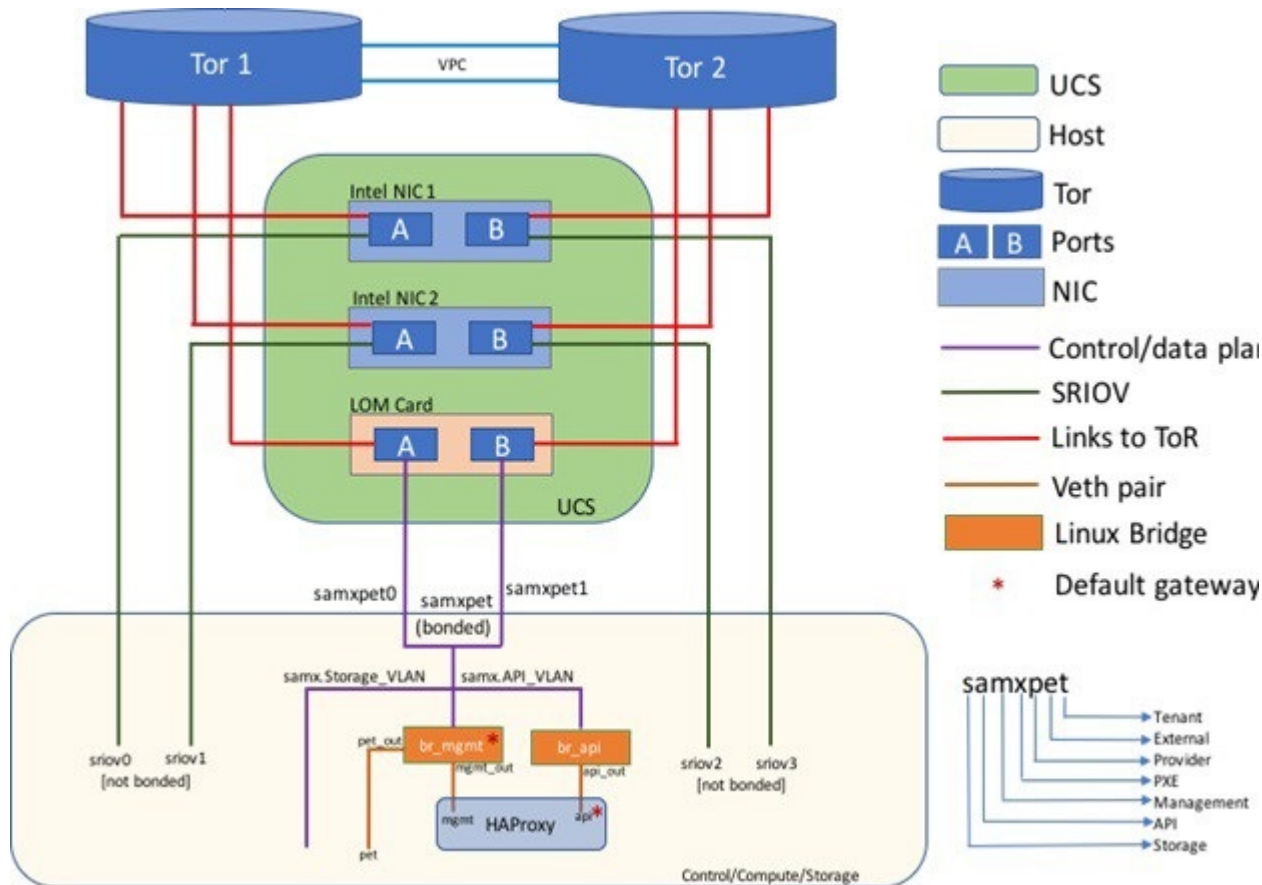 Tor 1
VPC
Tor 2
Intel NIC 1
A
B
Intel NIC 2
A
B
LOM Card
A
B
UCS
samxpet0
samxpet
(bonded)
samxpet1
samx.Storage_VLAN
samx.API_VLAN
pet_out
br_mgmt*
mgmt_out
br_api
api_out
mgmt
HAProxy
api*
pet
sriov0
sriov1
[not bonded]
sriov2
sriov3
[not bonded]
Control/Compute/Storage
UCS
Host
Tor
A
B
Ports
NIC
Control/data plan
SRIOV
Links to ToR
Veth pair
Linux Bridge
* Default gateway
samxpet
Tenant
External
Provider
PXE
Management
API
Storage